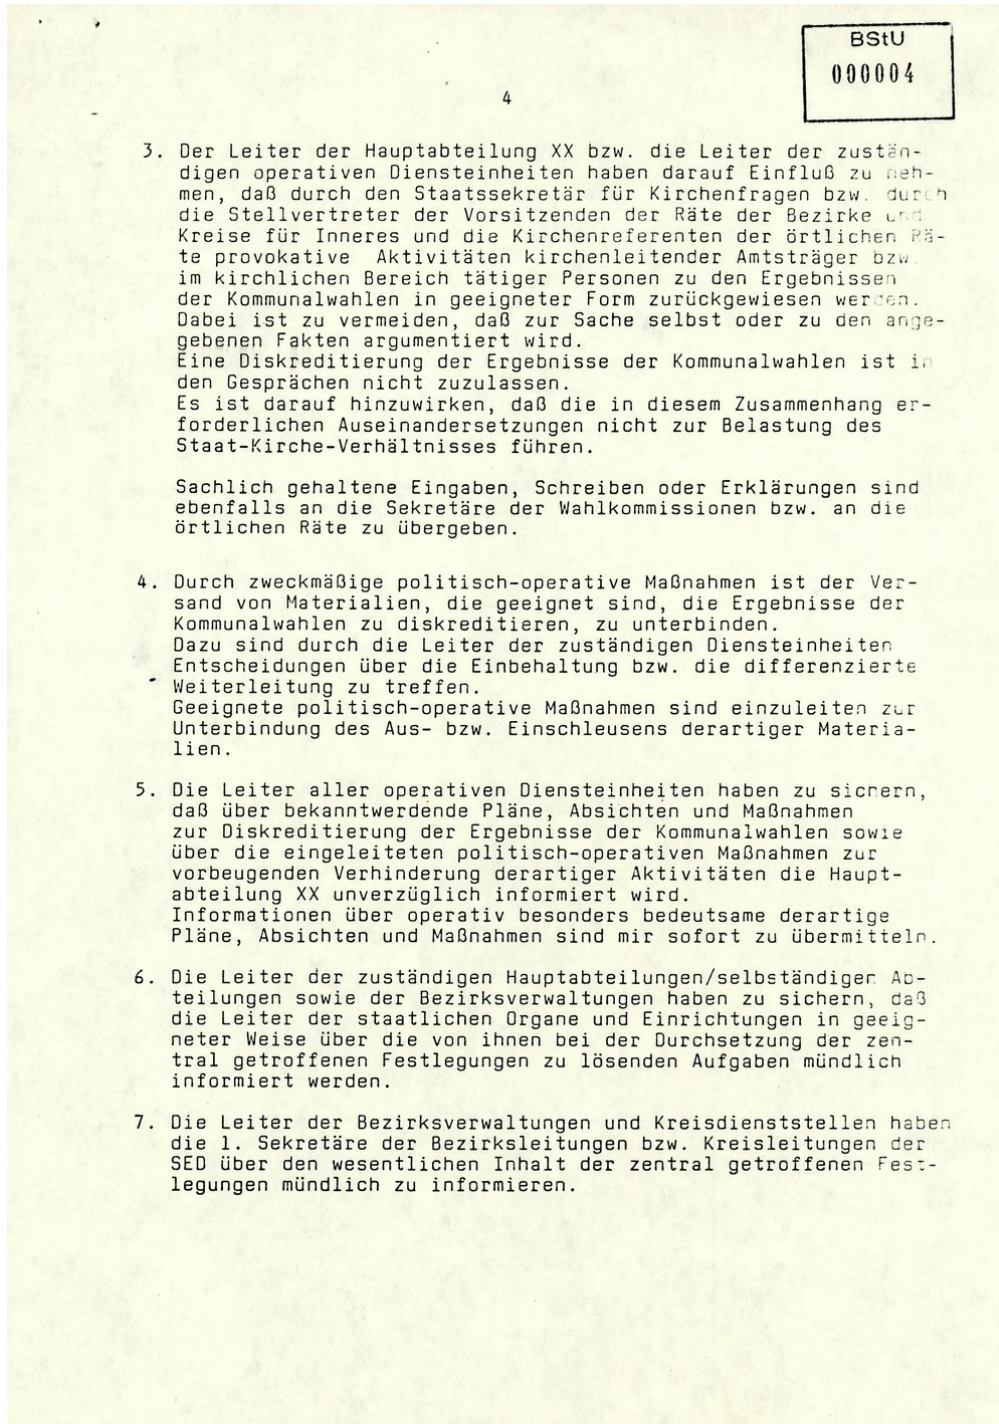 BStU
000004
4
3. Der Leiter der Hauptabteilung XX bzw. die Leiter der zustän-
digen operativen Diensteinheiten haben darauf Einfluß zu neh-
men, daß durch den Staatssekretär für Kirchenfragen bzw. durch
die Stellvertreter der Vorsitzenden der Räte der Bezirke und
Kreise für Inneres und die Kirchenreferenten der örtlichen Rä-
te provokative Aktivitäten kirchenleitender Amtsträger bzw.
im kirchlichen Bereich tätiger Personen zu den Ergebnissen
der Kommunalwahlen in geeigneter Form zurückgewiesen werden.
Dabei ist zu vermeiden, daß zur Sache selbst oder zu den ange-
gebenen Fakten argumentiert wird.
Eine Diskreditierung der Ergebnisse der Kommunalwahlen ist in
den Gesprächen nicht zuzulassen.
Es ist darauf hinzuwirken, daß die in diesem Zusammenhang er-
forderlichen Auseinandersetzungen nicht zur Belastung des
Staat-Kirche-Verhältnisses führen.
Sachlich gehaltene Eingaben, Schreiben oder Erklärungen sind
ebenfalls an die Sekretäre der Wahlkommissionen bzw. an die
örtlichen Räte zu übergeben.
4. Durch zweckmäßige politisch-operative Maßnahmen ist der Ver-
sand von Materialien, die geeignet sind, die Ergebnisse der
Kommunalwahlen zu diskreditieren, zu unterbinden.
Dazu sind durch die Leiter der zuständigen Diensteinheiten
Entscheidungen über die Einbehaltung bzw. die differenzierte
Weiterleitung zu treffen.
Geeignete politisch-operative Maßnahmen sind einzuleiten zur
Unterbindung des Aus- bzw. Einschleusens derartiger Materia-
lien.
5. Die Leiter aller operativen Diensteinheiten haben zu sichern,
daß über bekanntwerdende Pläne, Absichten und Maßnahmen
zur Diskreditierung der Ergebnisse der Kommunalwahlen sowie
über die eingeleiteten politisch-operativen Maßnahmen zur
vorbeugenden Verhinderung derartiger Aktivitäten die Haupt-
abteilung XX unverzüglich informiert wird.
Informationen über operativ besonders bedeutsame derartige
Pläne, Absichten und Maßnahmen sind mir sofort zu übermitteln.
6. Die Leiter der zuständigen Hauptabteilungen/selbständigen Ab-
teilungen sowie der Bezirksverwaltungen haben zu sichern, daß
die Leiter der staatlichen Organe und Einrichtungen in geeig-
neter Weise über die von ihnen bei der Durchsetzung der zen-
tral getroffenen Festlegungen zu lösenden Aufgaben mündlich
informiert werden.
7. Die Leiter der Bezirksverwaltungen und Kreisdienststellen haben
die 1. Sekretäre der Bezirksleitungen bzw. Kreisleitungen der
SED über den wesentlichen Inhalt der zentral getroffenen Fest-
legungen mündlich zu informieren.